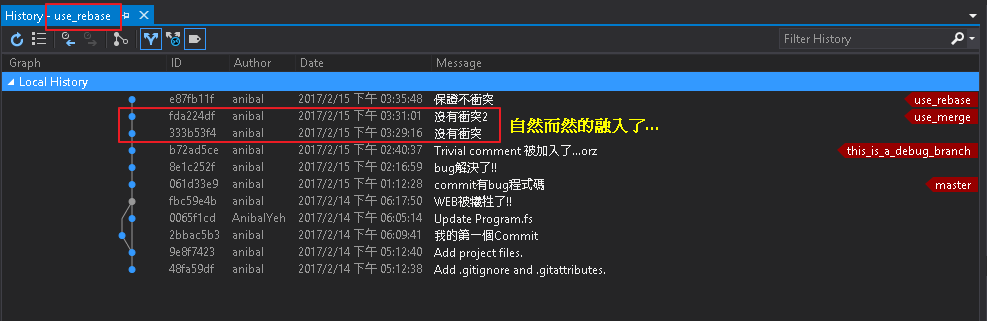 History - use_rebase
Filter History
Graph ID Author Date Message
Local History
e87fb11f anibal 2017/2/15 下午 03:35:48 保證不衝突 use_rebase
fda224df anibal 2017/2/15 下午 03:31:01 沒有衝突2 use_merge
自然而然的融入了...
333b53f4 anibal 2017/2/15 下午 03:29:16 沒有衝突
b72ad5ce anibal 2017/2/15 下午 02:40:37 Trivial comment 被加入了...orz this_is_a_debug_branch
8e1c252f anibal 2017/2/15 下午 02:16:59 bug解決了!!
061d33e9 anibal 2017/2/15 下午 01:12:28 commit有bug程式碼 master
fbc59e4b anibal 2017/2/14 下午 06:17:50 WEB被犧牲了!!
0065f1cd AnibalYeh 2017/2/14 下午 06:05:14 Update Program.fs
2bbac5b3 anibal 2017/2/14 下午 06:09:41 我的第一個Commit
9e8f7423 anibal 2017/2/14 下午 05:12:40 Add project files.
48fa59df anibal 2017/2/14 下午 05:12:38 Add .gitignore and .gitattributes.